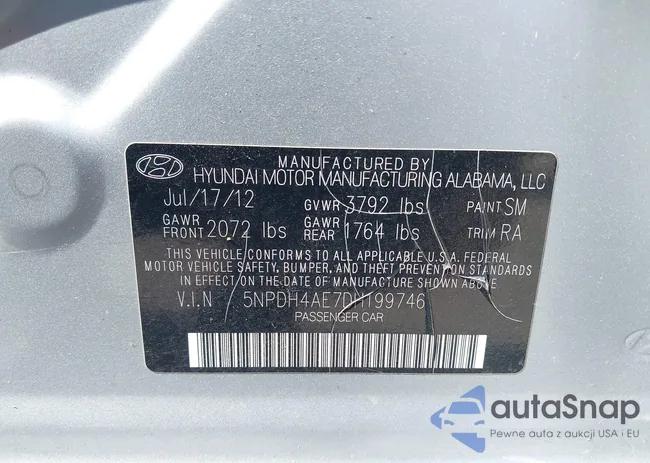 MANUFACTURED BY
HYUNDAI MOTOR MANUFACTURING ALABAMA, LLC
Jul/17/12 GVWR 3792 lbs PAINT SM
GAWR FRONT 2072 lbs GAWR REAR 1764 lbs TRIM RA
THIS VEHICLE CONFORMS TO ALL APPLICABLE U.S.A. FEDERAL
MOTOR VEHICLE SAFETY, BUMPER, AND THEFT PREVENTION STANDARDS
IN EFFECT ON THE DATE OF MANUFACTURE SHOWN ABOVE.
V.I.N 5NPDH4AE7DH199746
PASSENGER CAR
autaSnap
Pewne auta z aukcji USA i EU